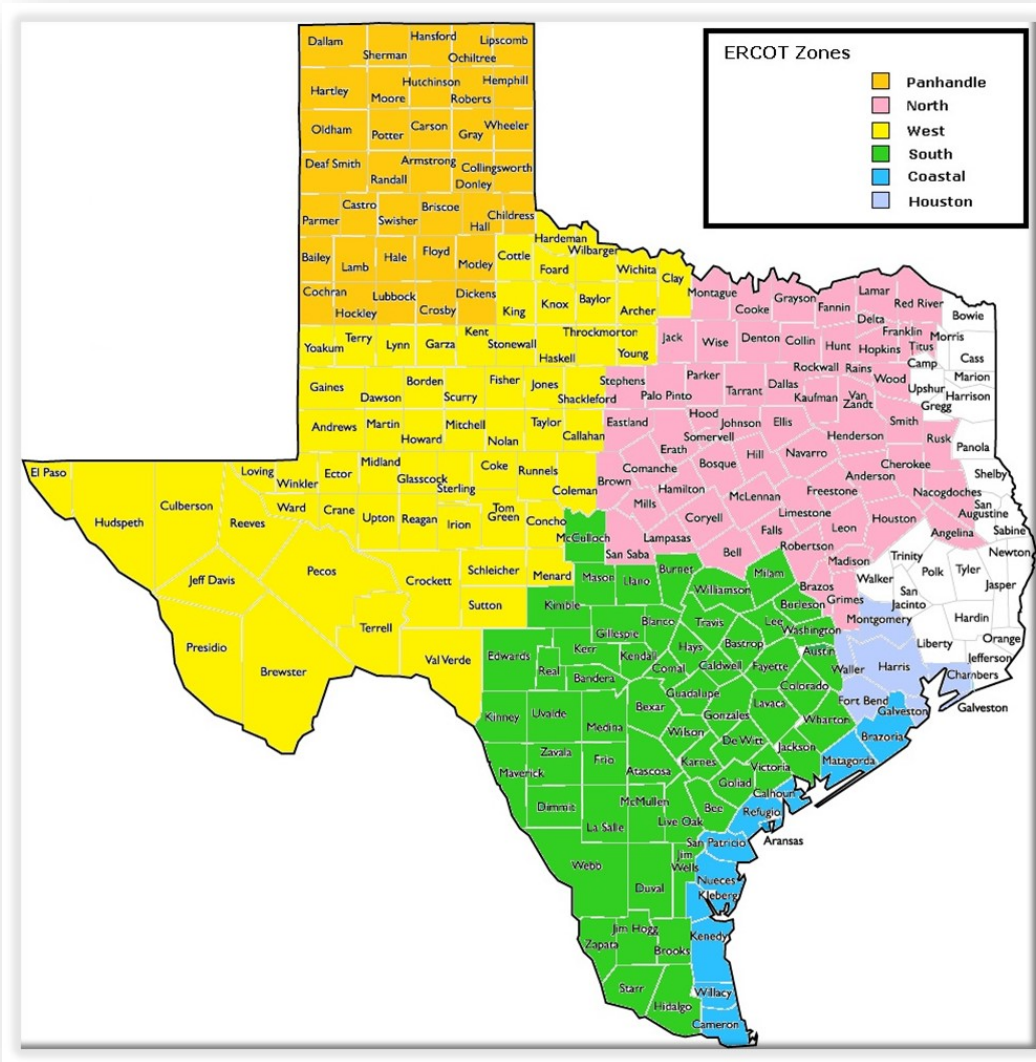 ERCOT Zones
Panhandle
North
West
South
Coastal
Houston
Dallam
Sherman
Hansford
Ochiltree
Lipscomb
Hartley
Moore
Hutchinson
Roberts
Hemphill
Oldham
Potter
Carson
Gray
Wheeler
Deaf Smith
Randall
Armstrong
Donley
Collingsworth
Parmer
Castro
Swisher
Briscoe
Hall
Childress
Bailey
Lamb
Hale
Floyd
Motley
Cottle
Hardeman
Foard
Wilbarger
Wichita
Clay
Cochran
Hockley
Lubbock
Crosby
Dickens
King
Knox
Baylor
Archer
Montague
Cooke
Grayson
Fannin
Lamar
Red River
Bowie
Delta
Franklin
Titus
Morris
Cass
Yoakum
Terry
Lynn
Garza
Kent
Stonewall
Haskell
Throckmorton
Young
Jack
Wise
Denton
Collin
Hunt
Hopkins
Camp
Marion
Gaines
Dawson
Borden
Scurry
Fisher
Jones
Shackleford
Stephens
Palo Pinto
Parker
Tarrant
Dallas
Rockwall
Rains
Kaufman
Van
Zandt
Wood
Upshur
Gregg
Harrison
Andrews
Martin
Howard
Mitchell
Nolan
Taylor
Callahan
Eastland
Erath
Hood
Somervell
Johnson
Ellis
Henderson
Smith
Rusk
Panola
El Paso
Hudspeth
Culberson
Reeves
Loving
Winkler
Ector
Midland
Glasscock
Sterling
Coke
Runnels
Coleman
Brown
Comanche
Bosque
Hill
Navarro
Anderson
Cherokee
Shelby
Ward
Crane
Upton
Reagan
Irion
Tom
Green
Concho
McCulloch
Mills
Hamilton
McLennan
Limestone
Freestone
Nacogdoches
San
Augustine
Sabine
San Saba
Lampasas
Coryell
Bell
Falls
Robertson
Leon
Houston
Angelina
Newton
Jeff Davis
Pecos
Crockett
Schleicher
Menard
Mason
Llano
Burnet
Williamson
Milam
Brazos
Madison
Grimes
Walker
Trinity
Polk
Tyler
Jasper
San
Jacinto
Presidio
Brewster
Terrell
Sutton
Val Verde
Kimble
Gillespie
Blanco
Travis
Lee
Burleson
Washington
Montgomery
Liberty
Hardin
Orange
Jefferson
Edwards
Real
Kerr
Bandera
Kendall
Comal
Hays
Caldwell
Bastrop
Fayette
Austin
Waller
Harris
Chambers
Kinney
Uvalde
Medina
Bexar
Guadalupe
Gonzales
Lavaca
Colorado
Wharton
Fort Bend
Galveston
Galveston
Brazoria
Maverick
Zavala
Frio
Atascosa
Wilson
Karnes
De Witt
Jackson
Victoria
Matagorda
Goliad
Calhoun
Dimmit
La Salle
McMullen
Live Oak
Bee
Refugio
Aransas
San Patricio
Webb
Duval
Jim
Wells
Nueces
Kleberg
Zapata
Jim Hogg
Brooks
Kenedy
Starr
Hidalgo
Willacy
Cameron